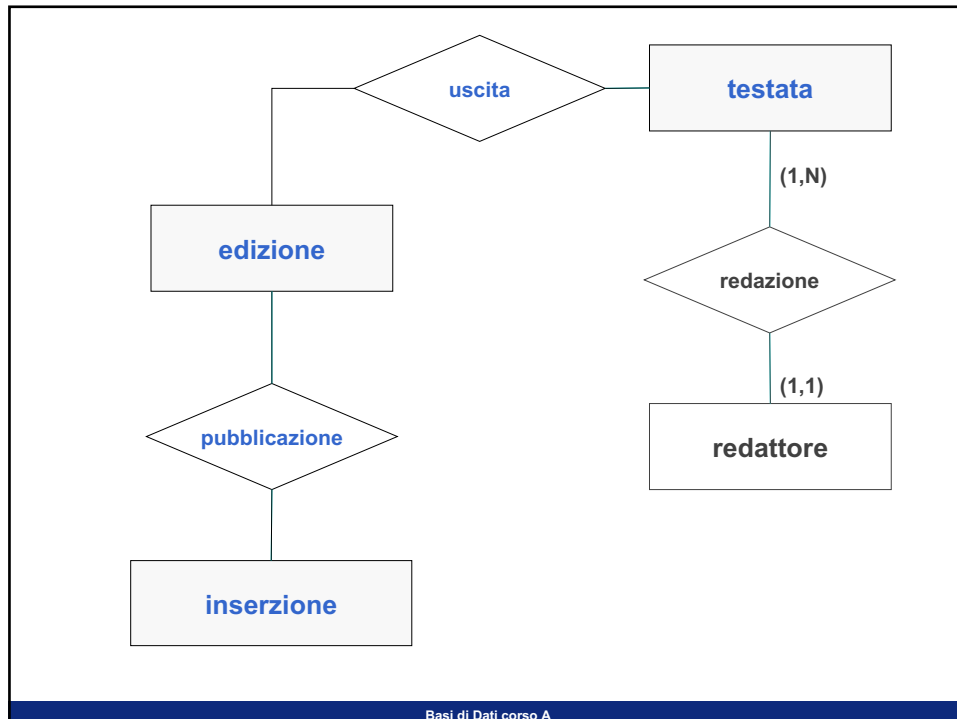 uscita
testata
(1,N)
edizione
redazione
(1,1)
pubblicazione
redattore
inserzione
Basi di Dati corso A